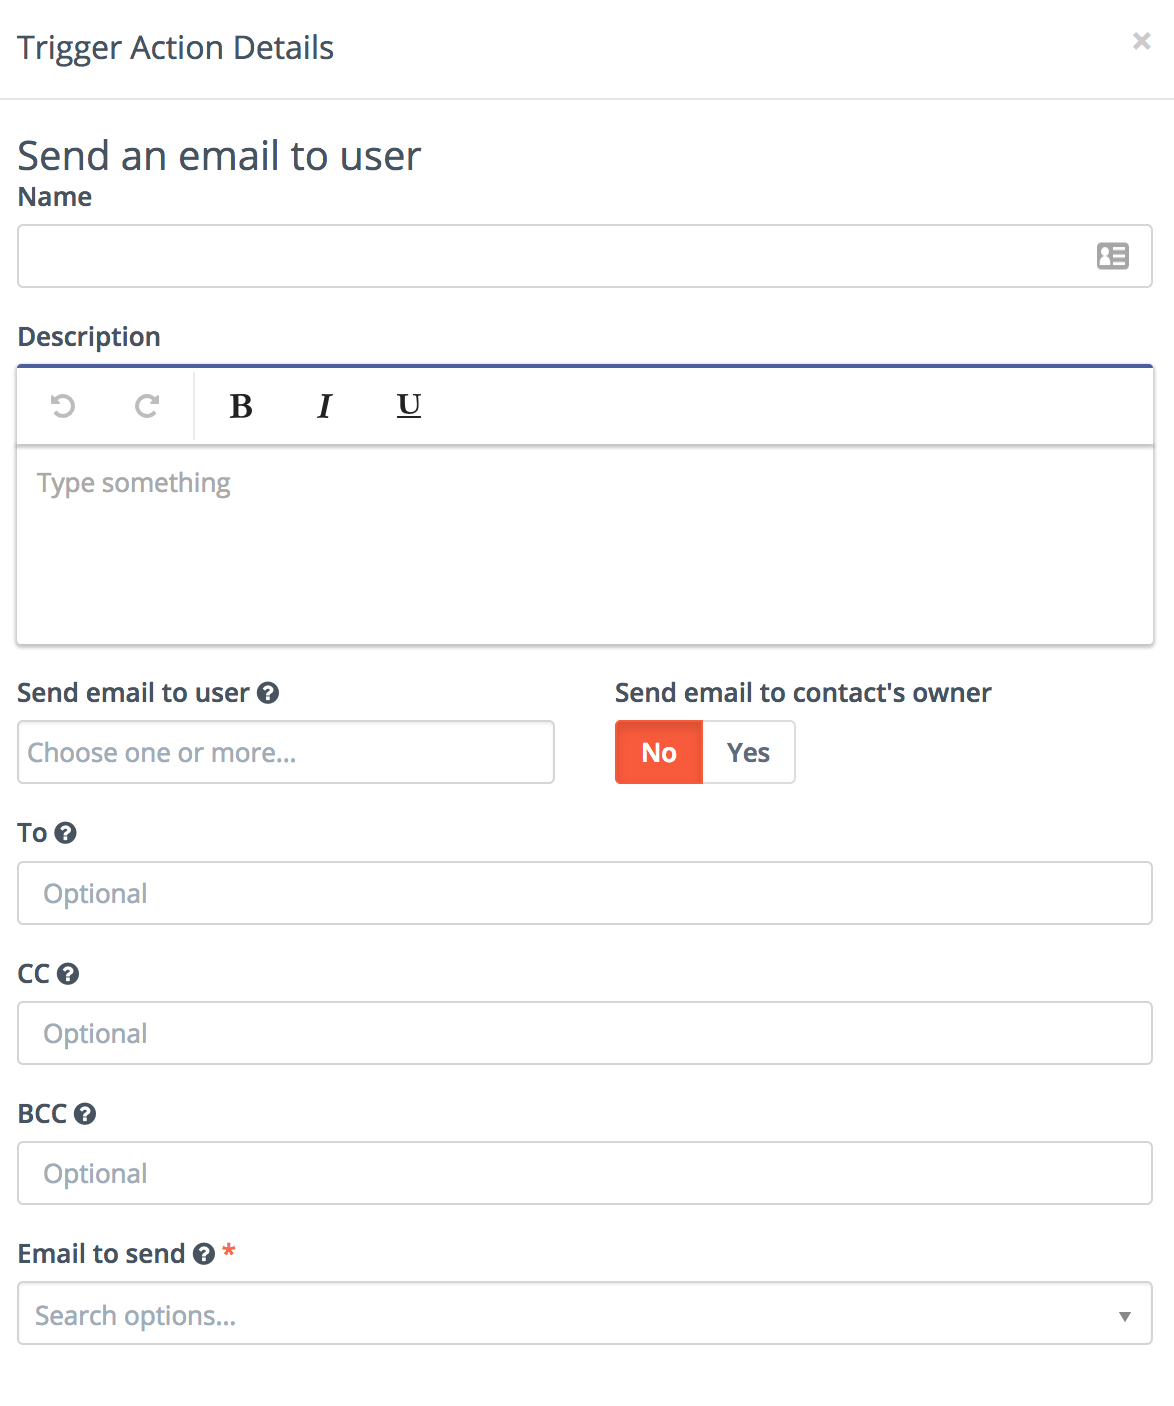 Trigger Action Details
×
Send an email to user
Name
Description
B I U
Type something
Send email to user ? Send email to contact's owner
Choose one or more... No Yes
To ?
Optional
CC ?
Optional
BCC ?
Optional
Email to send ? *
Search options...